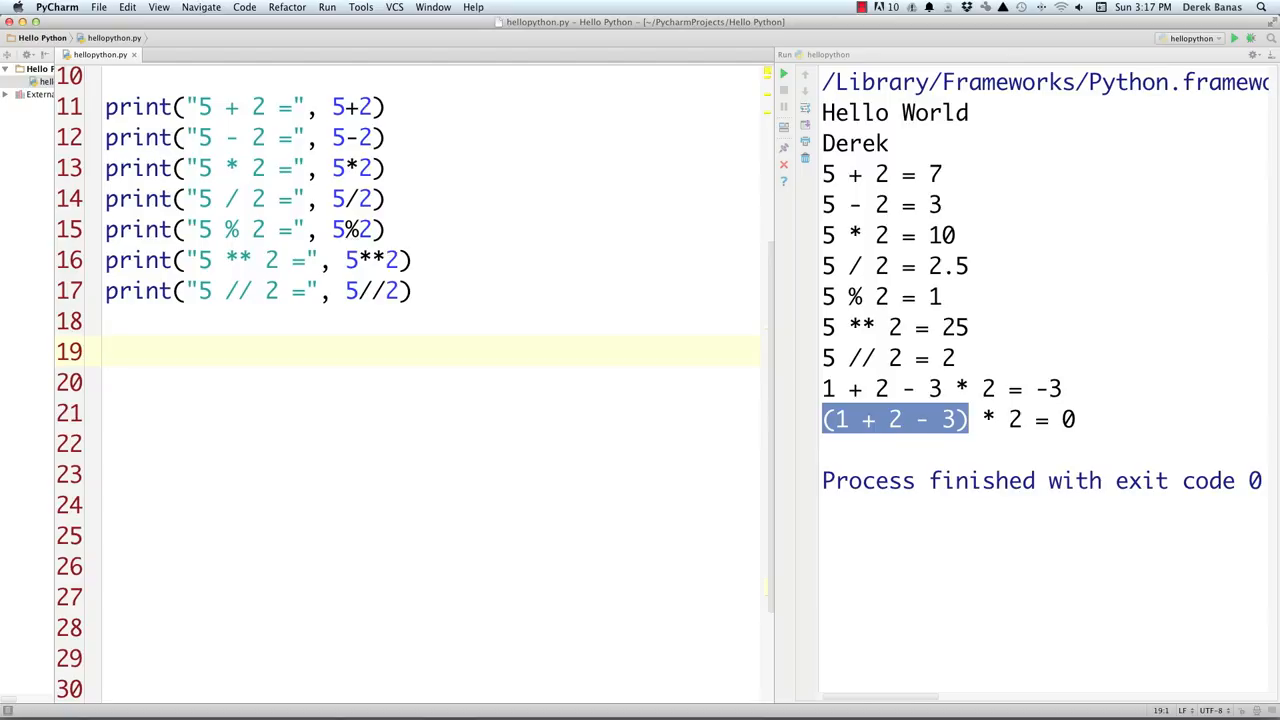 PyCharm File Edit View Navigate Code Refactor Run Tools VCS Window Help 10 Sun 3:17 PM Derek Banas
hellopython.py - Hello Python - [~/PycharmProjects/Hello Python]
Hello Python hellopython.py hellopython
hellopython.py × Run hellopython
Hello P
hell
Externa
10
11 print("5 + 2 =", 5+2)
12 print("5 - 2 =", 5-2)
13 print("5 * 2 =", 5*2)
14 print("5 / 2 =", 5/2)
15 print("5 % 2 =", 5%2)
16 print("5 ** 2 =", 5**2)
17 print("5 // 2 =", 5//2)
18
19
20
21
22
23
24
25
26
27
28
29
30
/Library/Frameworks/Python.framewo
Hello World
Derek
5 + 2 = 7
5 - 2 = 3
5 * 2 = 10
5 / 2 = 2.5
5 % 2 = 1
5 ** 2 = 25
5 // 2 = 2
1 + 2 - 3 * 2 = -3
(1 + 2 - 3) * 2 = 0
Process finished with exit code 0
19:1 LF UTF-8